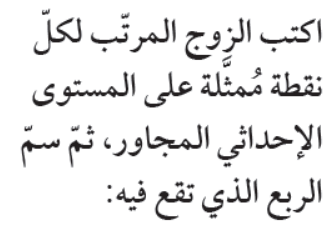 اكتب الزوج المرتّب لكلّ
نقطة مُمثَّلة على المستوى
الإحداثي المجاور، ثمّ سمّ
الربع الذي تقع فيه: